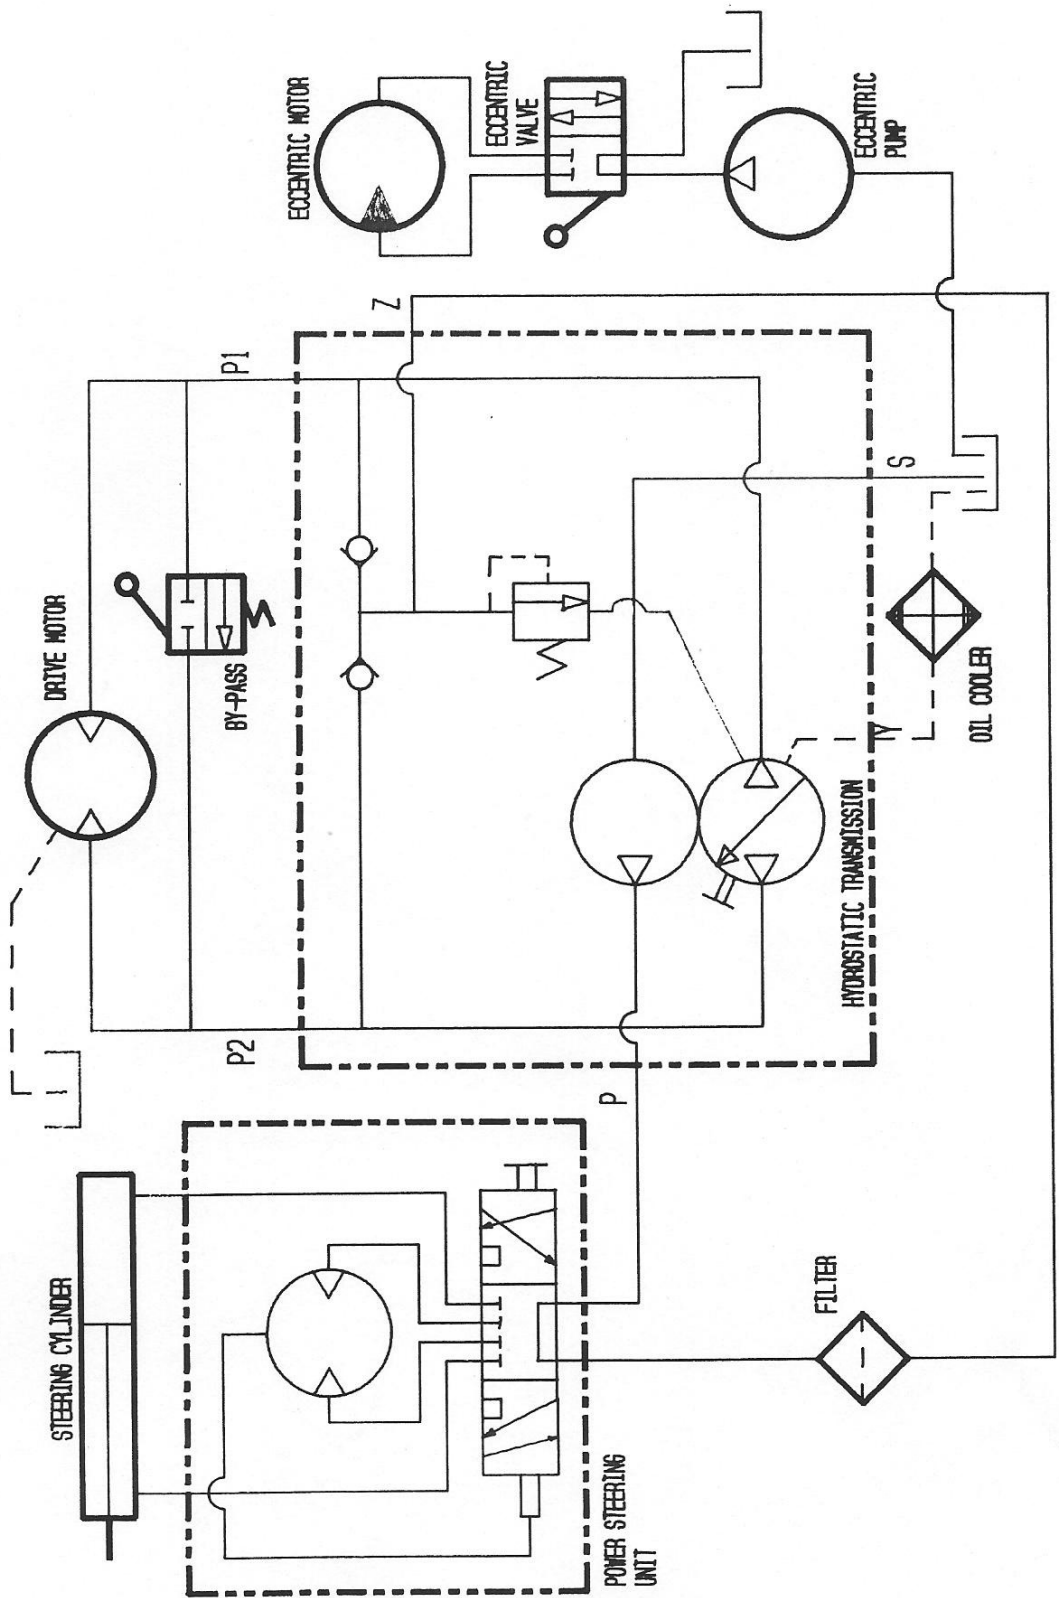 STEERING CYLINDER
DRIVE MOTOR
ECCENTRIC MOTOR
BY-PASS
P2
P1
Z
ECCENTRIC
VALVE
POWER STEERING
UNIT
P
HYDROSTATIC TRANSMISSION
S
Y
ECCENTRIC
PUMP
FILTER
OIL COOLER